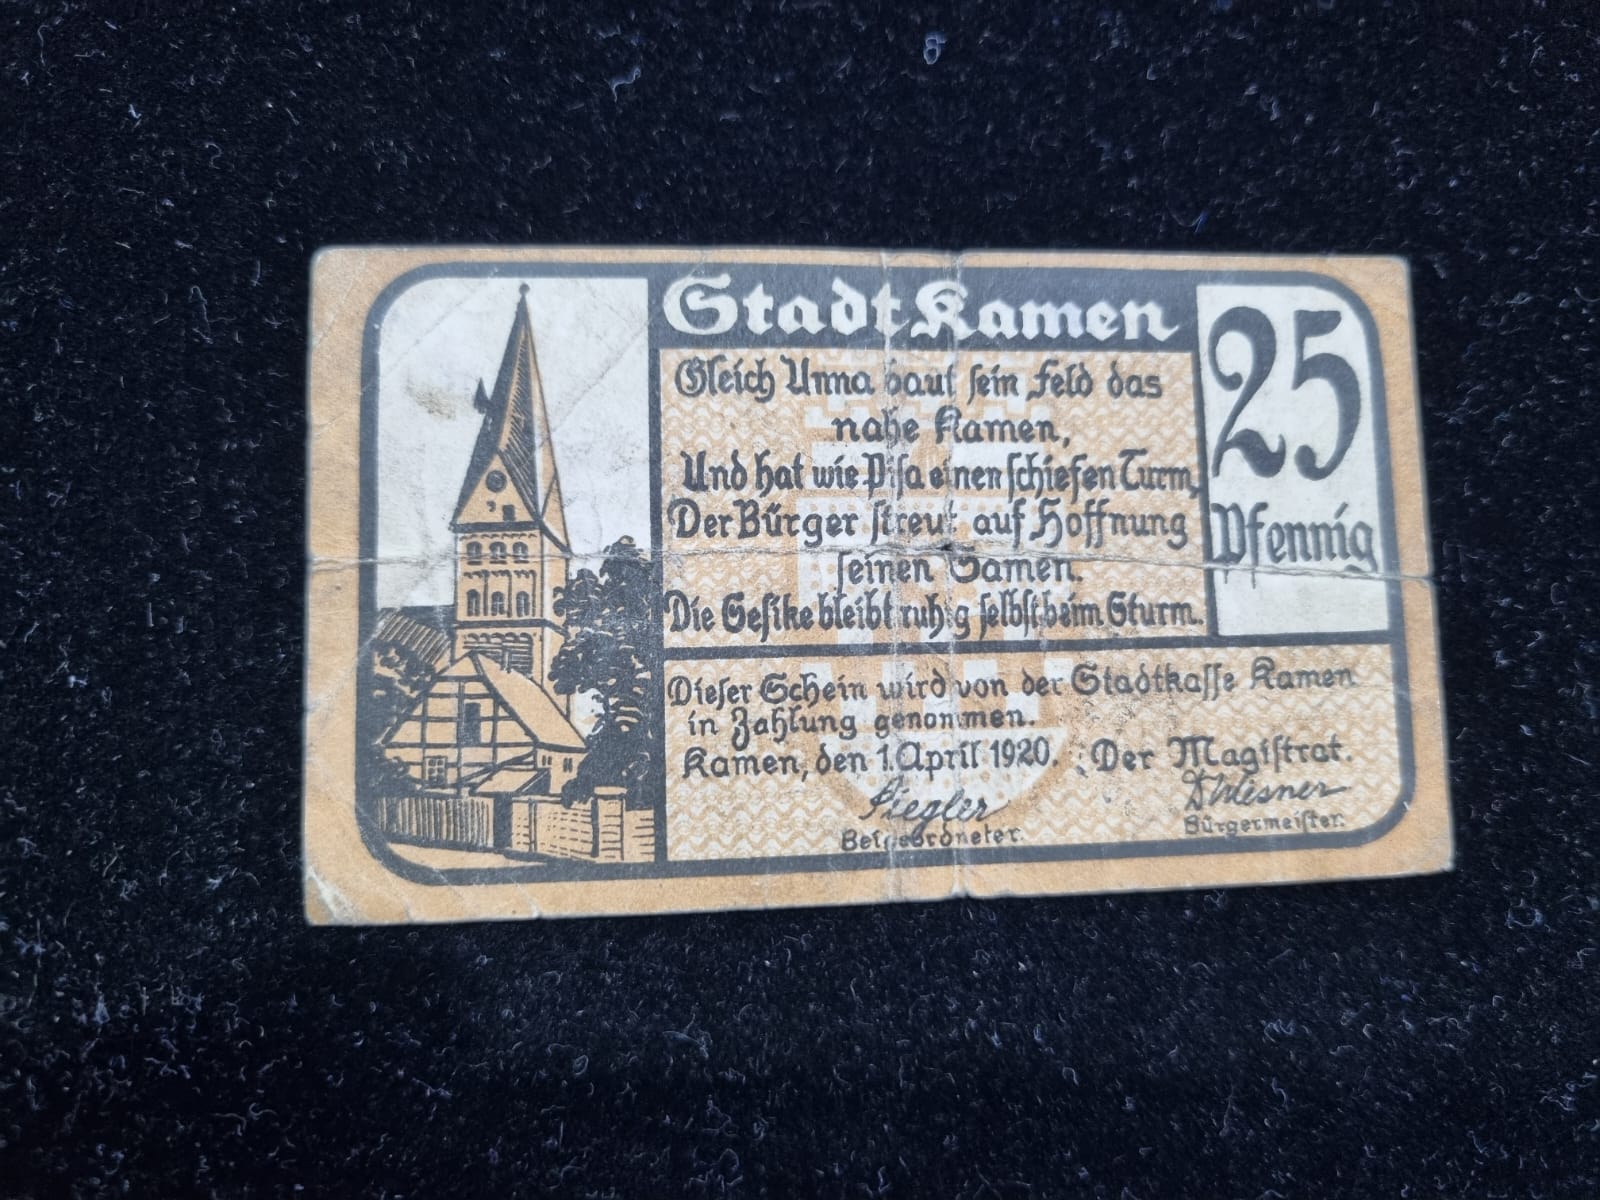 Stadt Kamen
25
Pfennig
Gleich Unna baut sein Feld das
nahe Kamen,
Und hat wie Pisa einen schiefen Turm,
Der Bürger streut auf Hoffnung
seinen Samen.
Die Seseke bleibt ruhig selbst beim Sturm.
Dieser Schein wird von der Stadtkasse Kamen
in Zahlung genommen.
Kamen, den 1. April 1920. Der Magistrat.
Beigeordneter.
Bürgermeister.